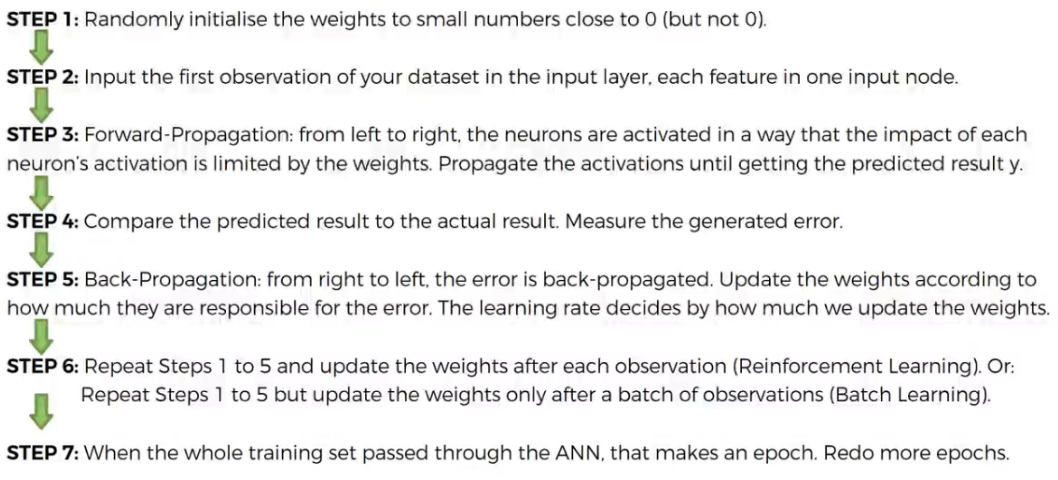 STEP 1: Randomly initialise the weights to small numbers close to 0 (but not 0).
STEP 2: Input the first observation of your dataset in the input layer, each feature in one input node.
STEP 3: Forward-Propagation: from left to right, the neurons are activated in a way that the impact of each
neuron's activation is limited by the weights. Propagate the activations until getting the predicted result y.
STEP 4: Compare the predicted result to the actual result. Measure the generated error.
STEP 5: Back-Propagation: from right to left, the error is back-propagated. Update the weights according to
how much they are responsible for the error. The learning rate decides by how much we update the weights.
STEP 6: Repeat Steps 1 to 5 and update the weights after each observation (Reinforcement Learning). Or:
Repeat Steps 1 to 5 but update the weights only after a batch of observations (Batch Learning).
STEP 7: When the whole training set passed through the ANN, that makes an epoch. Redo more epochs.